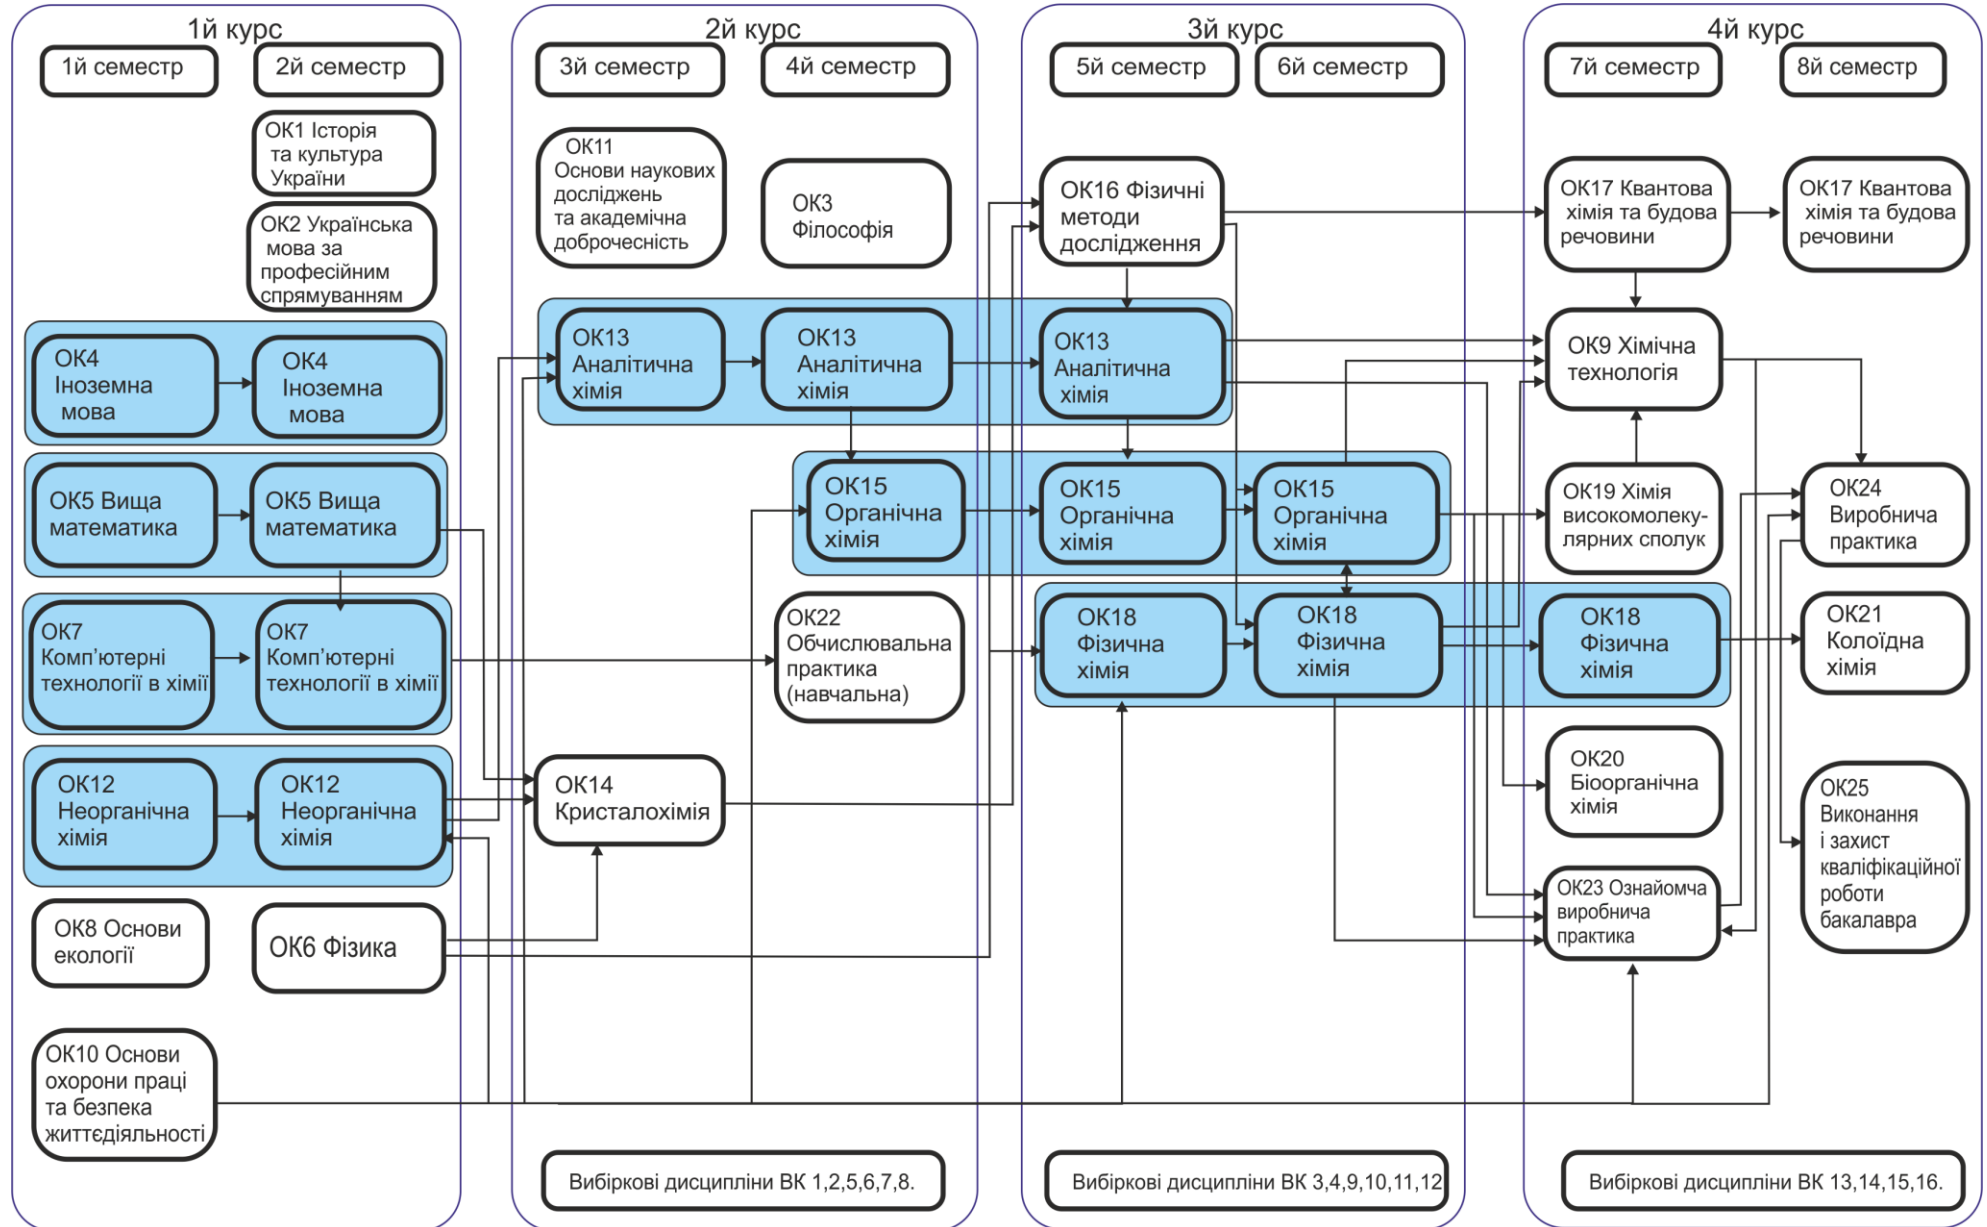 1й курс
1й семестр
2й семестр
ОК1 Історія
та культура
України
ОК2 Українська
мова за
професійним
спрямуванням
ОК4
Іноземна
мова
ОК4
Іноземна
мова
ОК5 Вища
математика
ОК5 Вища
математика
ОК7
Комп’ютерні
технології в хімії
ОК7
Комп’ютерні
технології в хімії
ОК12
Неорганічна
хімія
ОК12
Неорганічна
хімія
ОК8 Основи
екології
ОК6 Фізика
ОК10 Основи
охорони праці
та безпека
життєдіяльності
2й курс
3й семестр
4й семестр
ОК11
Основи наукових
досліджень
та академічна
доброчесність
ОК3
Філософія
ОК13
Аналітична
хімія
ОК13
Аналітична
хімія
ОК15
Органічна
хімія
ОК22
Обчислювальна
практика
(навчальна)
ОК14
Кристалохімія
Вибіркові дисципліни ВК 1,2,5,6,7,8.
3й курс
5й семестр
6й семестр
ОК16 Фізичні
методи
дослідження
ОК13
Аналітична
хімія
ОК15
Органічна
хімія
ОК15
Органічна
хімія
ОК18
Фізична
хімія
ОК18
Фізична
хімія
Вибіркові дисципліни ВК 3,4,9,10,11,12
4й курс
7й семестр
8й семестр
ОК17 Квантова
хімія та будова
речовини
ОК17 Квантова
хімія та будова
речовини
ОК9 Хімічна
технологія
ОК19 Хімія
високомолеку-
лярних сполук
ОК24
Виробнича
практика
ОК18
Фізична
хімія
ОК21
Колоїдна
хімія
ОК20
Біоорганічна
хімія
ОК25
Виконання
і захист
кваліфікаційної
роботи
бакалавра
ОК23 Ознайомча
виробнича
практика
Вибіркові дисципліни ВК 13,14,15,16.